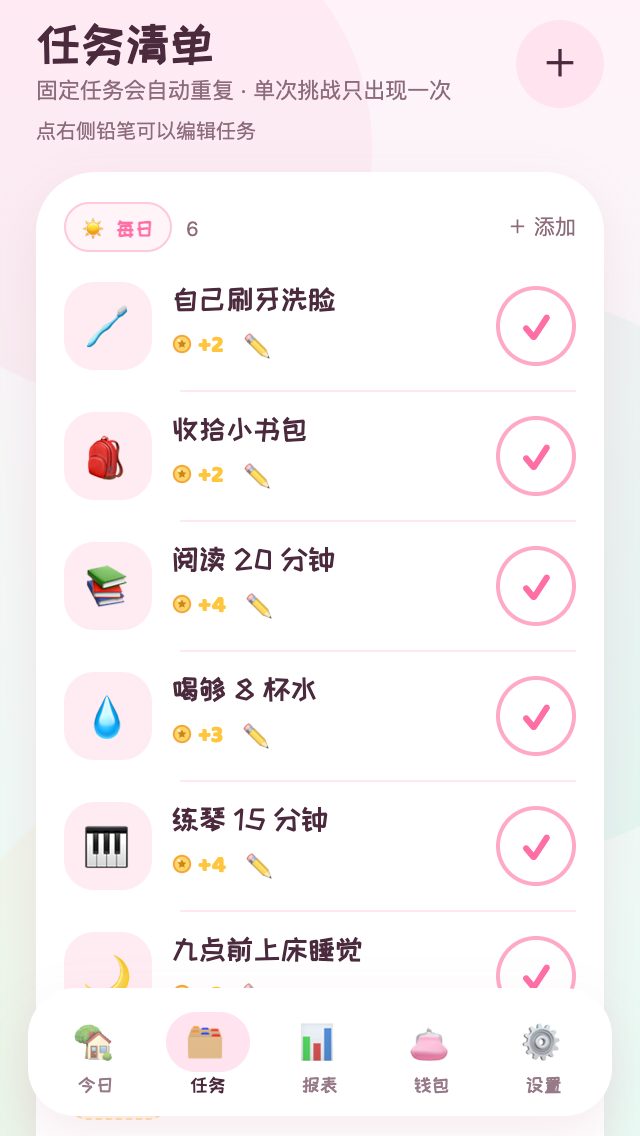 任务清单
固定任务会自动重复 · 单次挑战只出现一次
点右侧铅笔可以编辑任务
+
每日 6 + 添加
自己刷牙洗脸
+2
收拾小书包
+2
阅读 20 分钟
+4
喝够 8 杯水
+3
练琴 15 分钟
+4
九点前上床睡觉
今日 任务 报表 钱包 设置